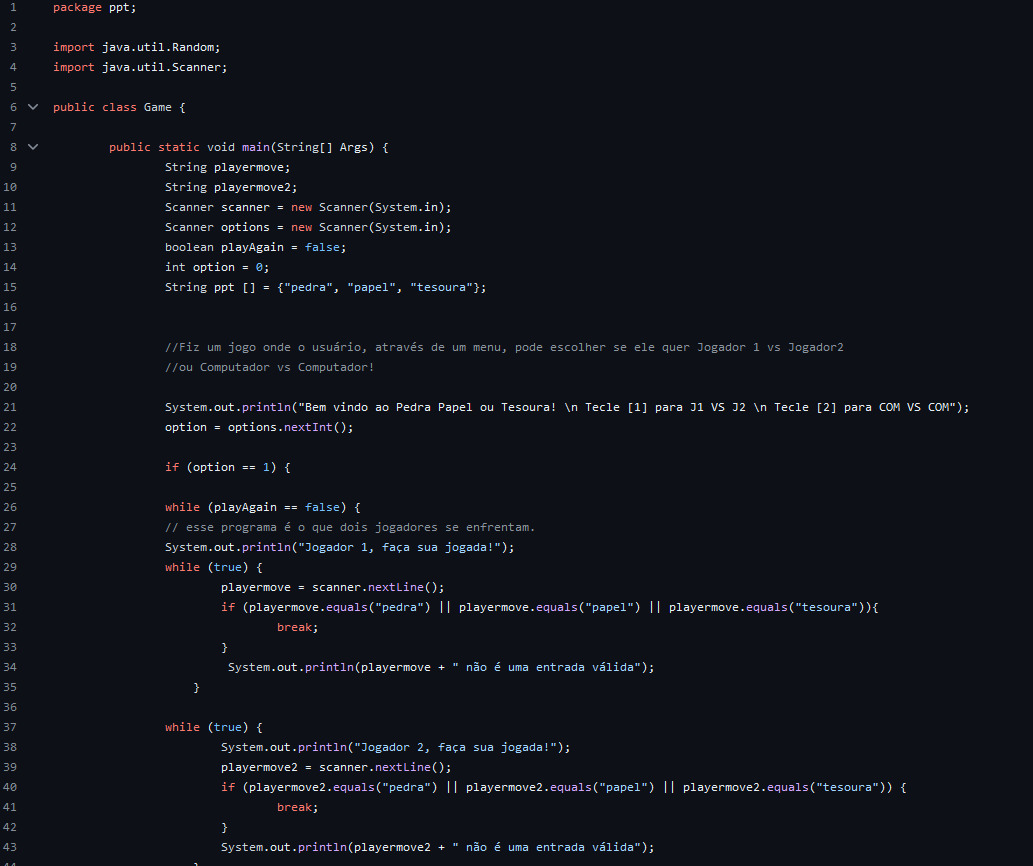 1 package ppt;
2
3 import java.util.Random;
4 import java.util.Scanner;
5
6 public class Game {
7
8 public static void main(String[] Args) {
9 String playermove;
10 String playermove2;
11 Scanner scanner = new Scanner(System.in);
12 Scanner options = new Scanner(System.in);
13 boolean playAgain = false;
14 int option = 0;
15 String ppt [] = {"pedra", "papel", "tesoura"};
16
17
18 //Fiz um jogo onde o usuário, através de um menu, pode escolher se ele quer Jogador 1 vs Jogador2
19 //ou Computador vs Computador!
20
21 System.out.println("Bem vindo ao Pedra Papel ou Tesoura! \n Tecle [1] para J1 VS J2 \n Tecle [2] para COM VS COM");
22 option = options.nextInt();
23
24 if (option == 1) {
25
26 while (playAgain == false) {
27 // esse programa é o que dois jogadores se enfrentam.
28 System.out.println("Jogador 1, faça sua jogada!");
29 while (true) {
30 playermove = scanner.nextLine();
31 if (playermove.equals("pedra") || playermove.equals("papel") || playermove.equals("tesoura")){
32 break;
33 }
34 System.out.println(playermove + " não é uma entrada válida");
35 }
36
37 while (true) {
38 System.out.println("Jogador 2, faça sua jogada!");
39 playermove2 = scanner.nextLine();
40 if (playermove2.equals("pedra") || playermove2.equals("papel") || playermove2.equals("tesoura")) {
41 break;
42 }
43 System.out.println(playermove2 + " não é uma entrada válida");